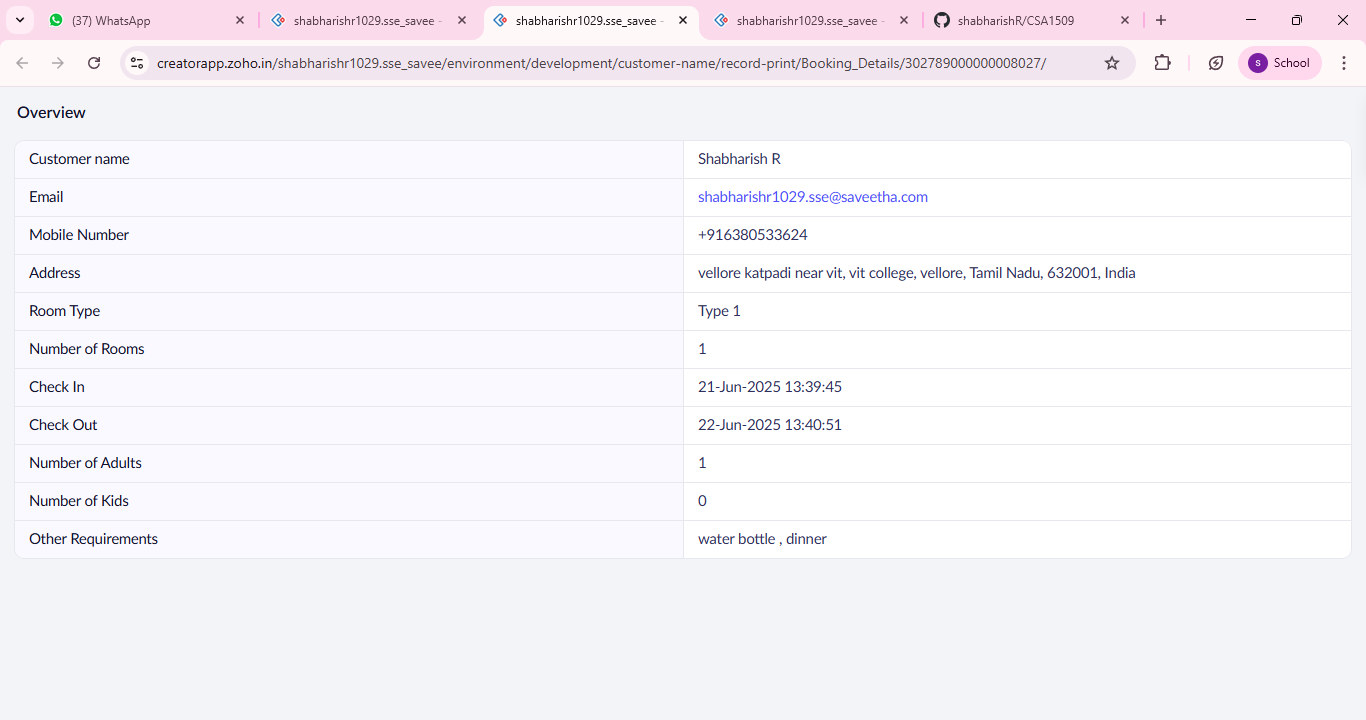 (37) WhatsApp
shabharishr1029.sse_savee -
shabharishr1029.sse_savee -
shabharishr1029.sse_savee -
shabharishR/CSA1509
creatorapp.zoho.in/shabharishr1029.sse_savee/environment/development/customer-name/record-print/Booking_Details/302789000000008027/
S School
Overview
Customer name Shabharish R
Email shabharishr1029.sse@saveetha.com
Mobile Number +916380533624
Address vellore katpadi near vit, vit college, vellore, Tamil Nadu, 632001, India
Room Type Type 1
Number of Rooms 1
Check In 21-Jun-2025 13:39:45
Check Out 22-Jun-2025 13:40:51
Number of Adults 1
Number of Kids 0
Other Requirements water bottle , dinner